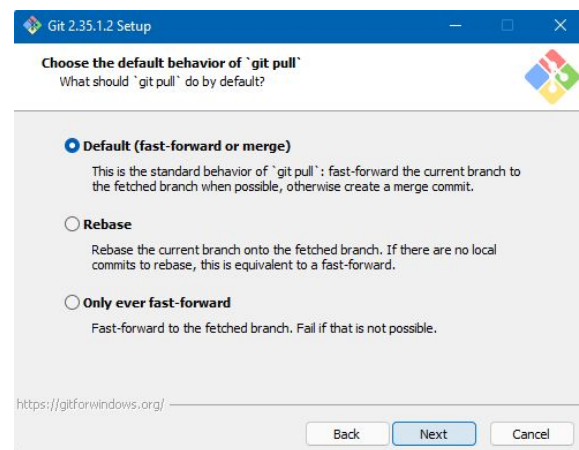 Git 2.35.1.2 Setup
Choose the default behavior of `git pull`
What should `git pull` do by default?
Default (fast-forward or merge)
This is the standard behavior of `git pull`: fast-forward the current branch to
the fetched branch when possible, otherwise create a merge commit.
Rebase
Rebase the current branch onto the fetched branch. If there are no local
commits to rebase, this is equivalent to a fast-forward.
Only ever fast-forward
Fast-forward to the fetched branch. Fail if that is not possible.
https://gitforwindows.org/
Back Next Cancel